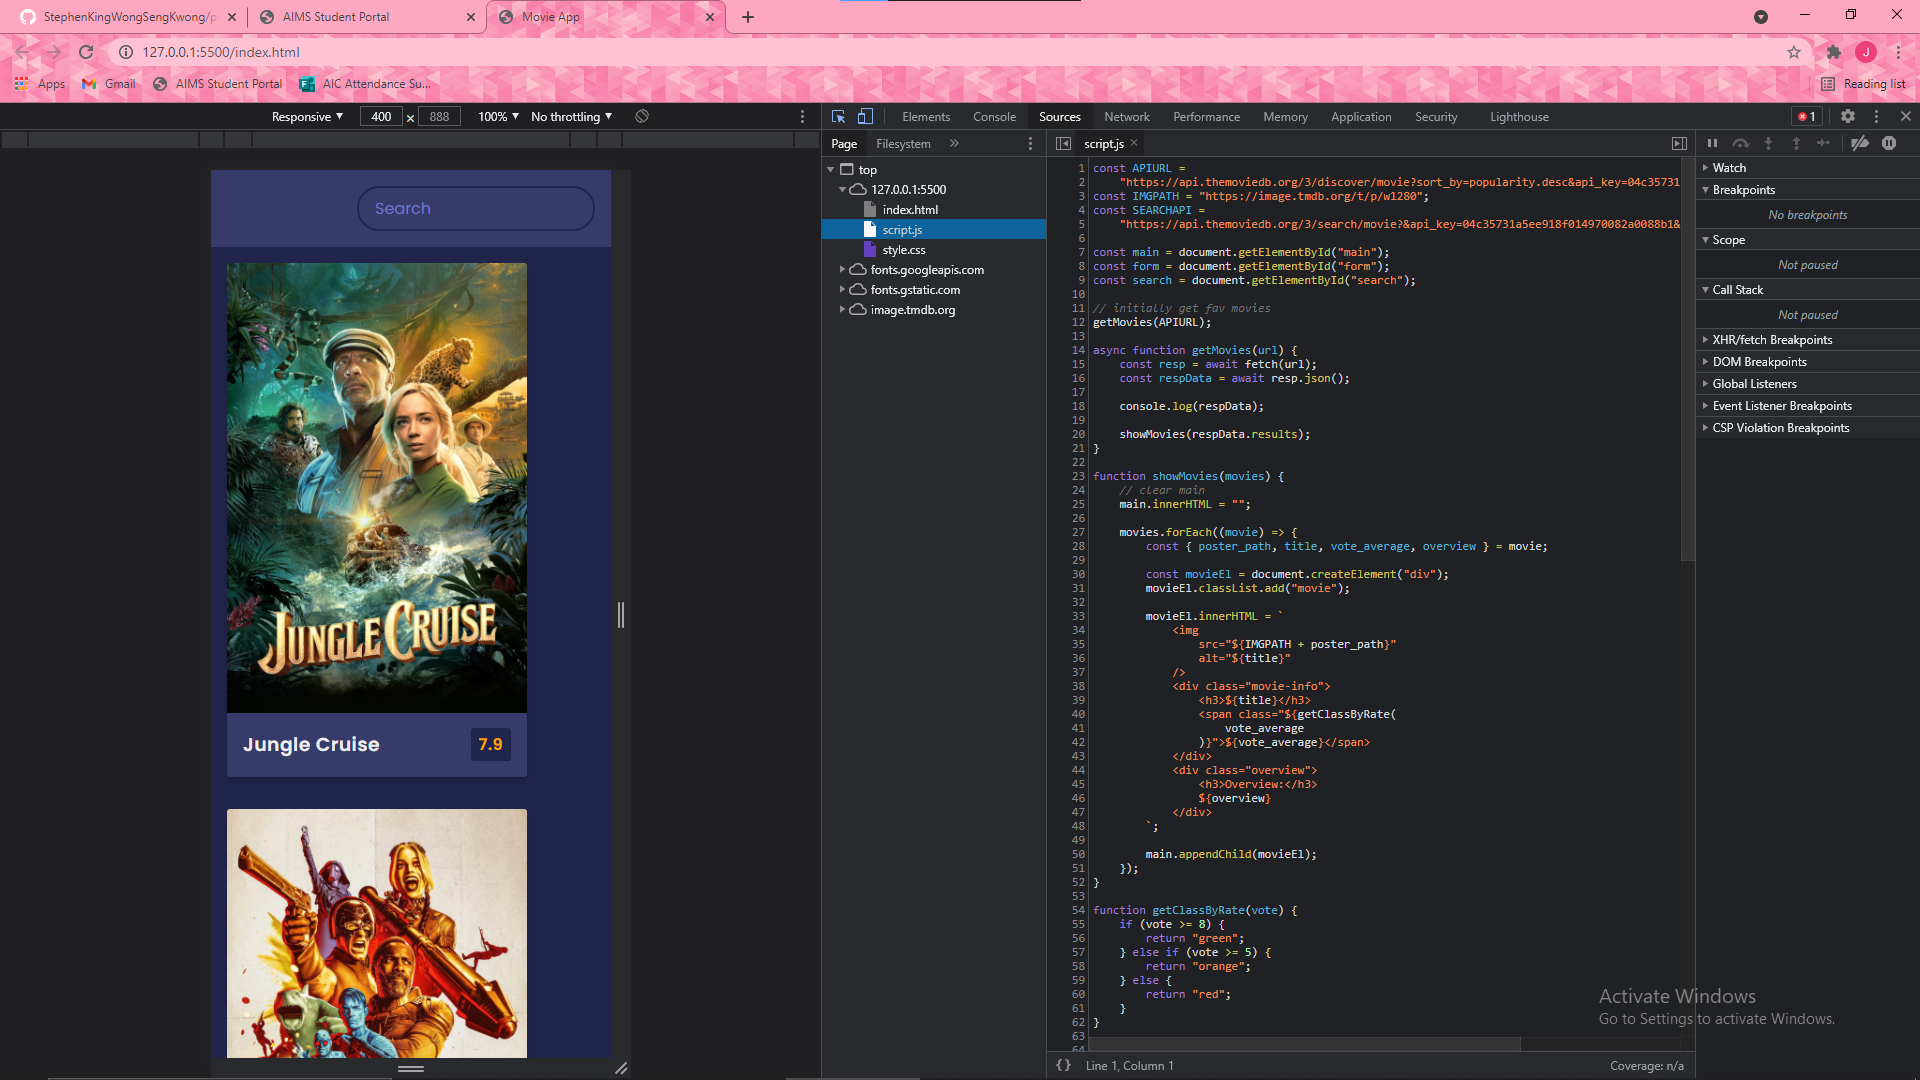 StephenKingWongSengKwong/p
AIMS Student Portal
Movie App
127.0.0.1:5500/index.html
J
Apps
Gmail
AIMS Student Portal
AIC Attendance Su...
Reading list
Responsive
400
×
888
100%
No throttling
Elements
Console
Sources
Network
Performance
Memory
Application
Security
Lighthouse
1
Page
Filesystem
»
script.js
top
127.0.0.1:5500
index.html
script.js
style.css
fonts.googleapis.com
fonts.gstatic.com
image.tmdb.org
Search
JUNGLE CRUISE
Jungle Cruise
7.9
1 const APIURL =
2 "https://api.themoviedb.org/3/discover/movie?sort_by=popularity.desc&api_key=04c35731
3 const IMGPATH = "https://image.tmdb.org/t/p/w1280";
4 const SEARCHAPI =
5 "https://api.themoviedb.org/3/search/movie?&api_key=04c35731a5ee918f014970082a0088b1&
6
7 const main = document.getElementById("main");
8 const form = document.getElementById("form");
9 const search = document.getElementById("search");
10
11 // initially get fav movies
12 getMovies(APIURL);
13
14 async function getMovies(url) {
15 const resp = await fetch(url);
16 const respData = await resp.json();
17
18 console.log(respData);
19
20 showMovies(respData.results);
21 }
22
23 function showMovies(movies) {
24 // clear main
25 main.innerHTML = "";
26
27 movies.forEach((movie) => {
28 const { poster_path, title, vote_average, overview } = movie;
29
30 const movieEl = document.createElement("div");
31 movieEl.classList.add("movie");
32
33 movieEl.innerHTML = `
34 <img
35 src="${IMGPATH + poster_path}"
36 alt="${title}"
37 />
38 <div class="movie-info">
39 <h3>${title}</h3>
40 <span class="${getClassByRate(
41 vote_average
42 )}">${vote_average}</span>
43 </div>
44 <div class="overview">
45 <h3>Overview:</h3>
46 ${overview}
47 </div>
48 `;
49
50 main.appendChild(movieEl);
51 });
52 }
53
54 function getClassByRate(vote) {
55 if (vote >= 8) {
56 return "green";
57 } else if (vote >= 5) {
58 return "orange";
59 } else {
60 return "red";
61 }
62 }
63
64
{} Line 1, Column 1
Coverage: n/a
Watch
Breakpoints
No breakpoints
Scope
Not paused
Call Stack
Not paused
XHR/fetch Breakpoints
DOM Breakpoints
Global Listeners
Event Listener Breakpoints
CSP Violation Breakpoints
Activate Windows
Go to Settings to activate Windows.